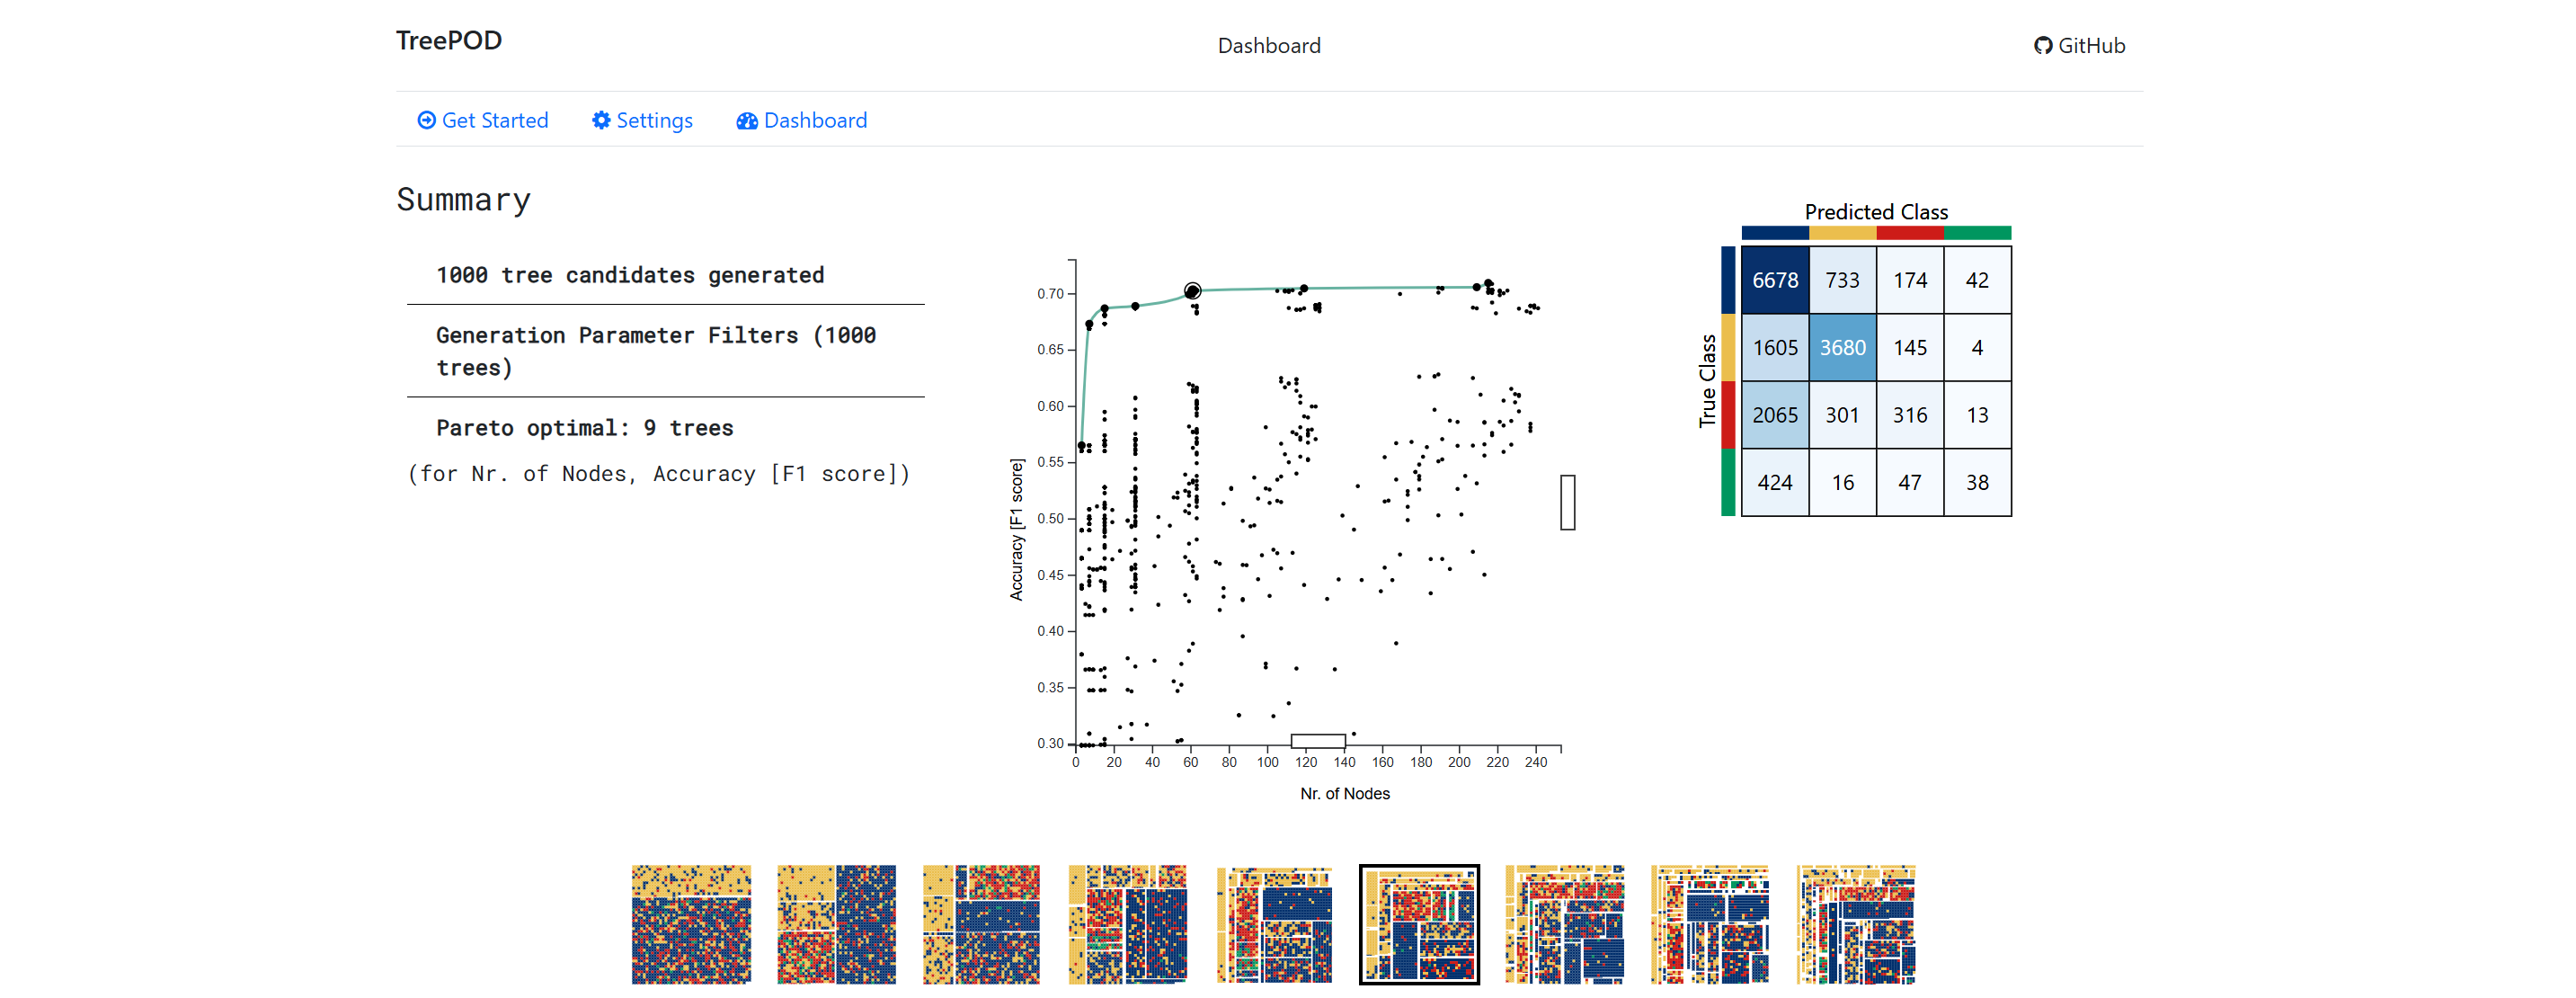 TreePOD
Dashboard
GitHub
Get Started
Settings
Dashboard
Summary
1000 tree candidates generated
Generation Parameter Filters (1000
trees)
Pareto optimal: 9 trees
(for Nr. of Nodes, Accuracy [F1 score])
Accuracy [F1 score]
0.70
0.65
0.60
0.55
0.50
0.45
0.40
0.35
0.30
0 20 40 60 80 100 120 140 160 180 200 220 240
Nr. of Nodes
Predicted Class
True Class
6678 733 174 42
1605 3680 145 4
2065 301 316 13
424 16 47 38